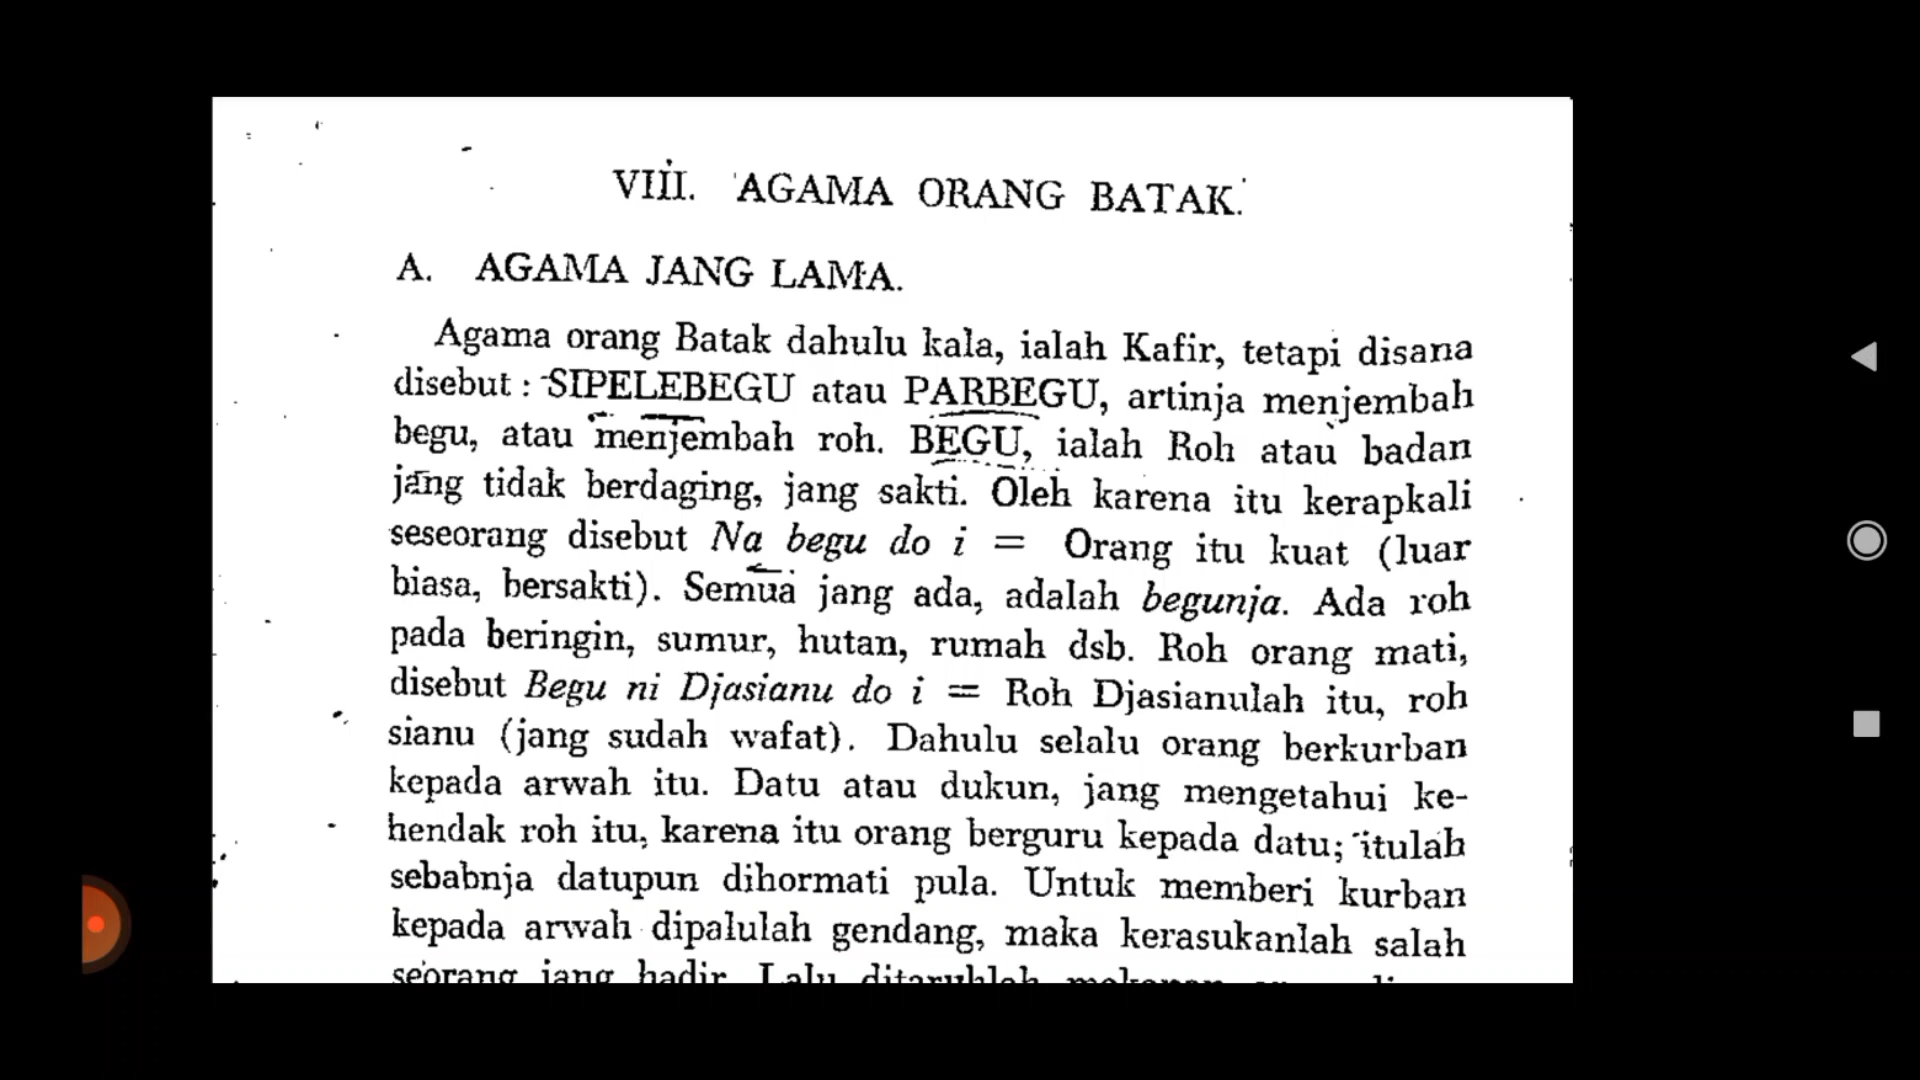 VIII. AGAMA ORANG BATAK.
A. AGAMA JANG LAMA.
Agama orang Batak dahulu kala, ialah Kafir, tetapi disana
disebut : SIPELEBEGU atau PARBEGU, artinja menjembah
begu, atau menjembah roh. BEGU, ialah Roh atau badan
jang tidak berdaging, jang sakti. Oleh karena itu kerapkali
seseorang disebut Na begu do i = Orang itu kuat (luar
biasa, bersakti). Semua jang ada, adalah begunja. Ada roh
pada beringin, sumur, hutan, rumah dsb. Roh orang mati,
disebut Begu ni Djasianu do i = Roh Djasianulah itu, roh
sianu (jang sudah wafat). Dahulu selalu orang berkurban
kepada arwah itu. Datu atau dukun, jang mengetahui ke-
hendak roh itu, karena itu orang berguru kepada datu; itulah
sebabnja datupun dihormati pula. Untuk memberi kurban
kepada arwah dipalulah gendang, maka kerasukanlah salah
seorang jang hadir. Lalu ditaruhlah makanan